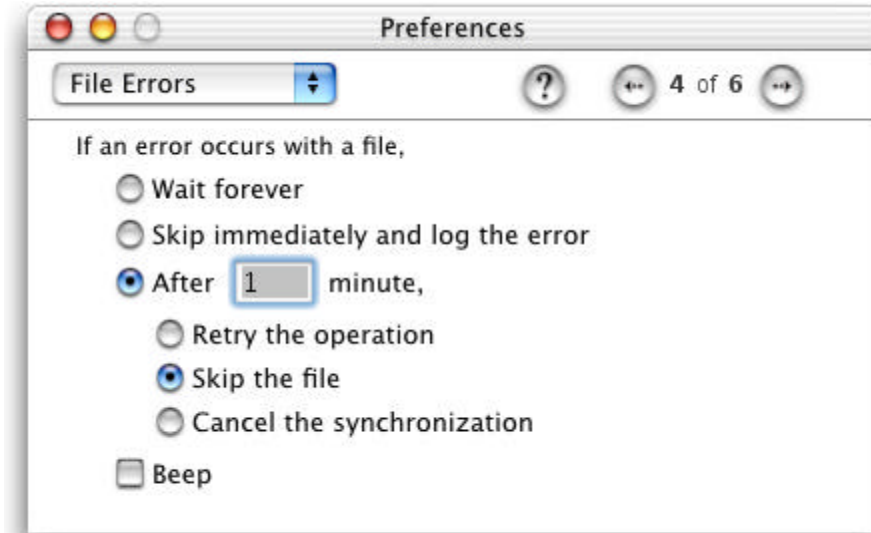 Preferences
File Errors ? 4 of 6
If an error occurs with a file,
Wait forever
Skip immediately and log the error
After 1 minute,
Retry the operation
Skip the file
Cancel the synchronization
Beep